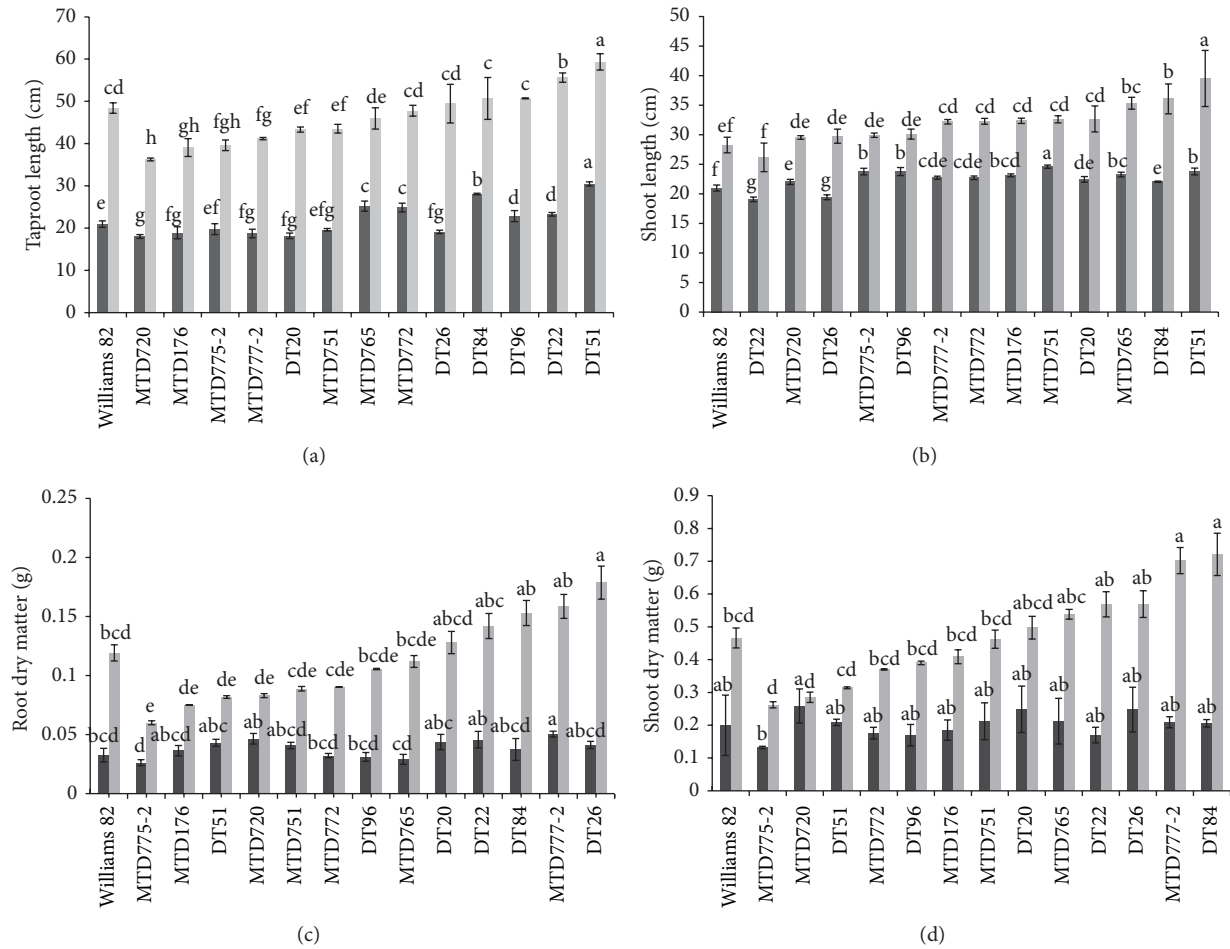 70
60
50
40
30
20
10
0
Taproot length (cm)
cd
h
gh
fgh
fg
ef
ef
de
cd
cd
c
c
b
a
e
g
fg
ef
fg
fg
efg
c
c
fg
b
d
d
a
Williams 82
MTD720
MTD176
MTD775-2
MTD777-2
DT20
MTD751
MTD765
MTD772
DT26
DT84
DT96
DT22
DT51
(a)
50
45
40
35
30
25
20
15
10
5
0
Shoot length (cm)
ef
f
de
de
de
de
cd
cd
cd
cd
cd
bc
b
a
f
g
e
g
b
b
cde
cde
bcd
a
de
bc
e
b
Williams 82
DT22
MTD720
DT26
MTD775-2
DT96
MTD777-2
MTD772
MTD176
MTD751
DT20
MTD765
DT84
DT51
(b)
0.25
0.2
0.15
0.1
0.05
0
Root dry matter (g)
bcd
e
de
de
de
cde
cde
bcde
bcde
abcd
abc
ab
ab
a
bcd
d
abcd
abc
ab
abcd
bcd
bcd
cd
abc
ab
abcd
a
abcd
Williams 82
MTD775-2
MTD176
DT51
MTD720
MTD751
MTD772
DT96
MTD765
DT20
DT22
DT84
MTD777-2
DT26
(c)
0.9
0.8
0.7
0.6
0.5
0.4
0.3
0.2
0.1
0
Shoot dry matter (g)
bcd
d
d
cd
bcd
bcd
bcd
abcd
abcd
abc
ab
ab
a
a
ab
b
a
ab
ab
ab
ab
ab
ab
ab
ab
ab
ab
ab
Williams 82
MTD775-2
MTD720
DT51
MTD772
DT96
MTD176
MTD751
DT20
MTD765
DT22
DT26
MTD777-2
DT84
(d)